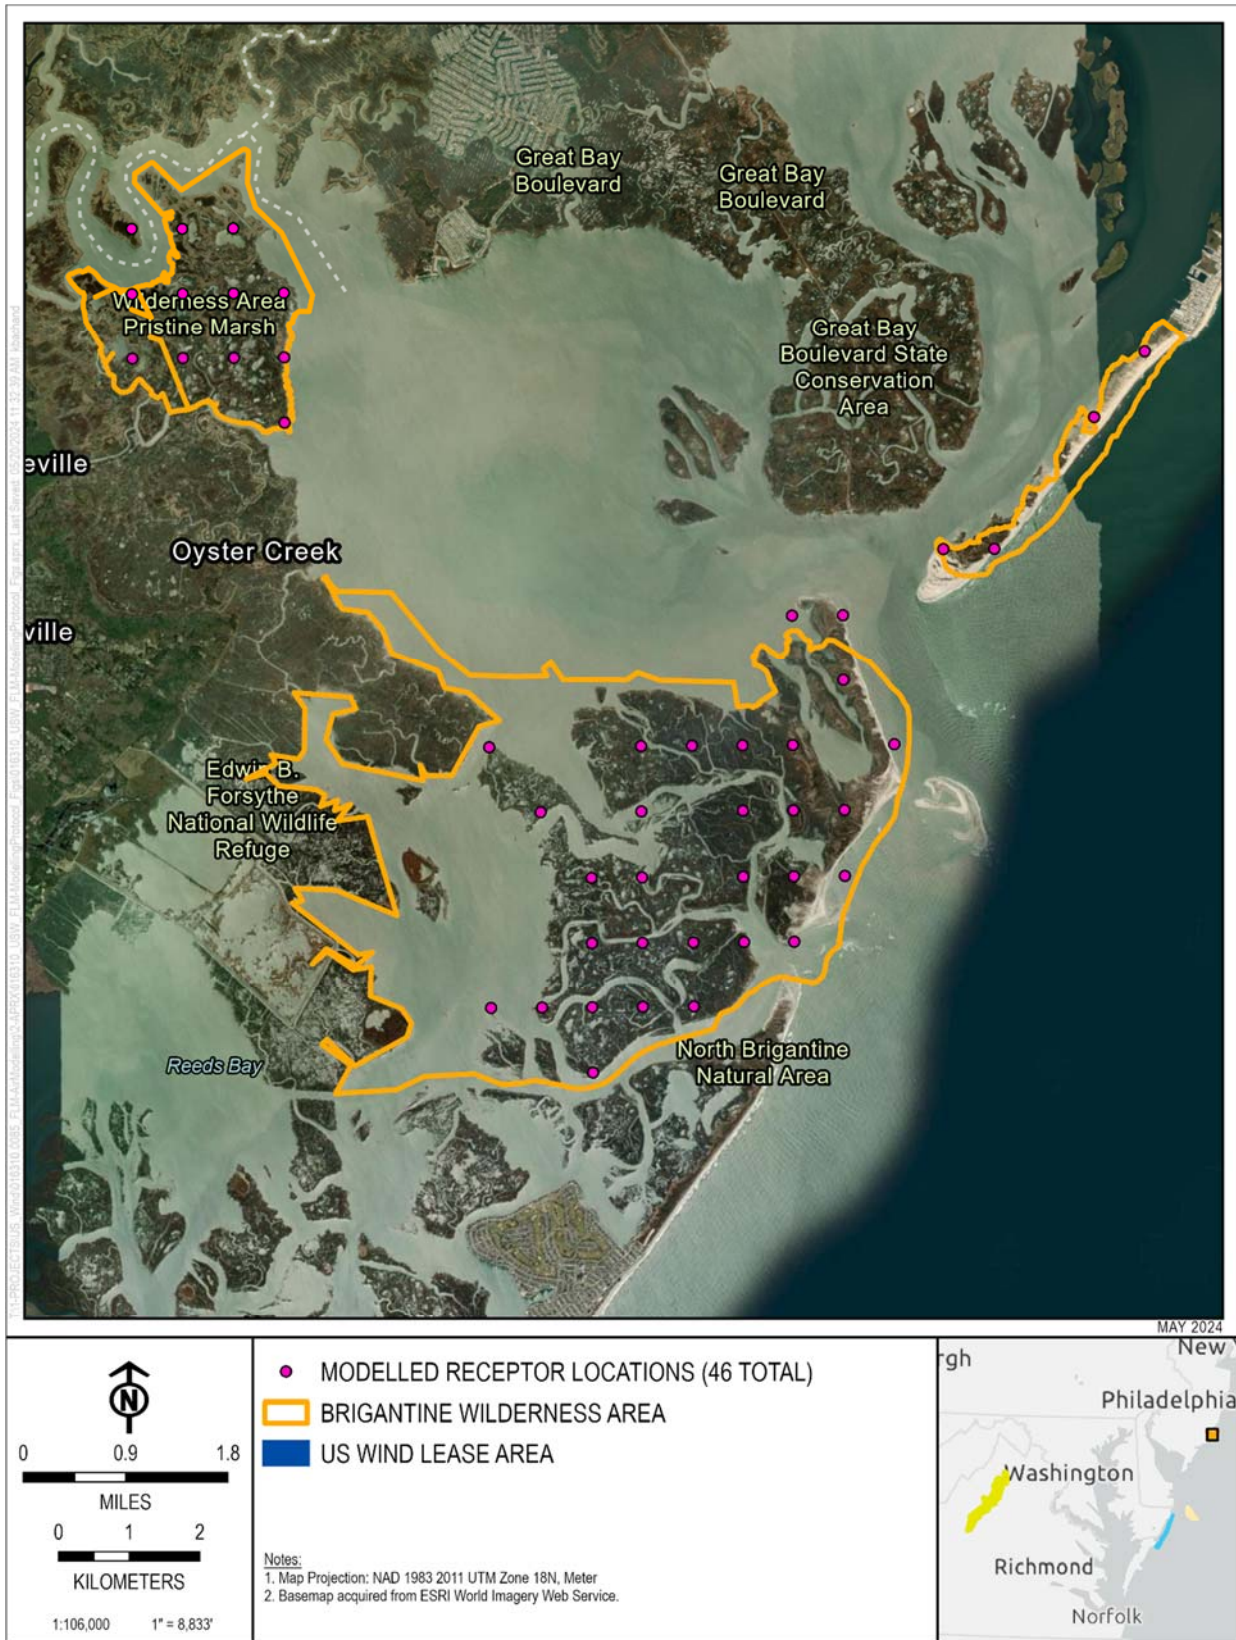 Great Bay
Boulevard
Great Bay
Boulevard
Wilderness Area
Pristine Marsh
Great Bay
Boulevard State
Conservation
Area
eville
Oyster Creek
ville
Edwin B.
Forsythe
National Wildlife
Refuge
Reeds Bay
North Brigantine
Natural Area
MAY 2024
N
0 0.9 1.8
MILES
0 1 2
KILOMETERS
1:106,000 1" = 8,833'
MODELLED RECEPTOR LOCATIONS (46 TOTAL)
BRIGANTINE WILDERNESS AREA
US WIND LEASE AREA
Notes:
1. Map Projection: NAD 1983 2011 UTM Zone 18N, Meter
2. Basemap acquired from ESRI World Imagery Web Service.
rgh
New
Philadelphia
Washington
Richmond
Norfolk